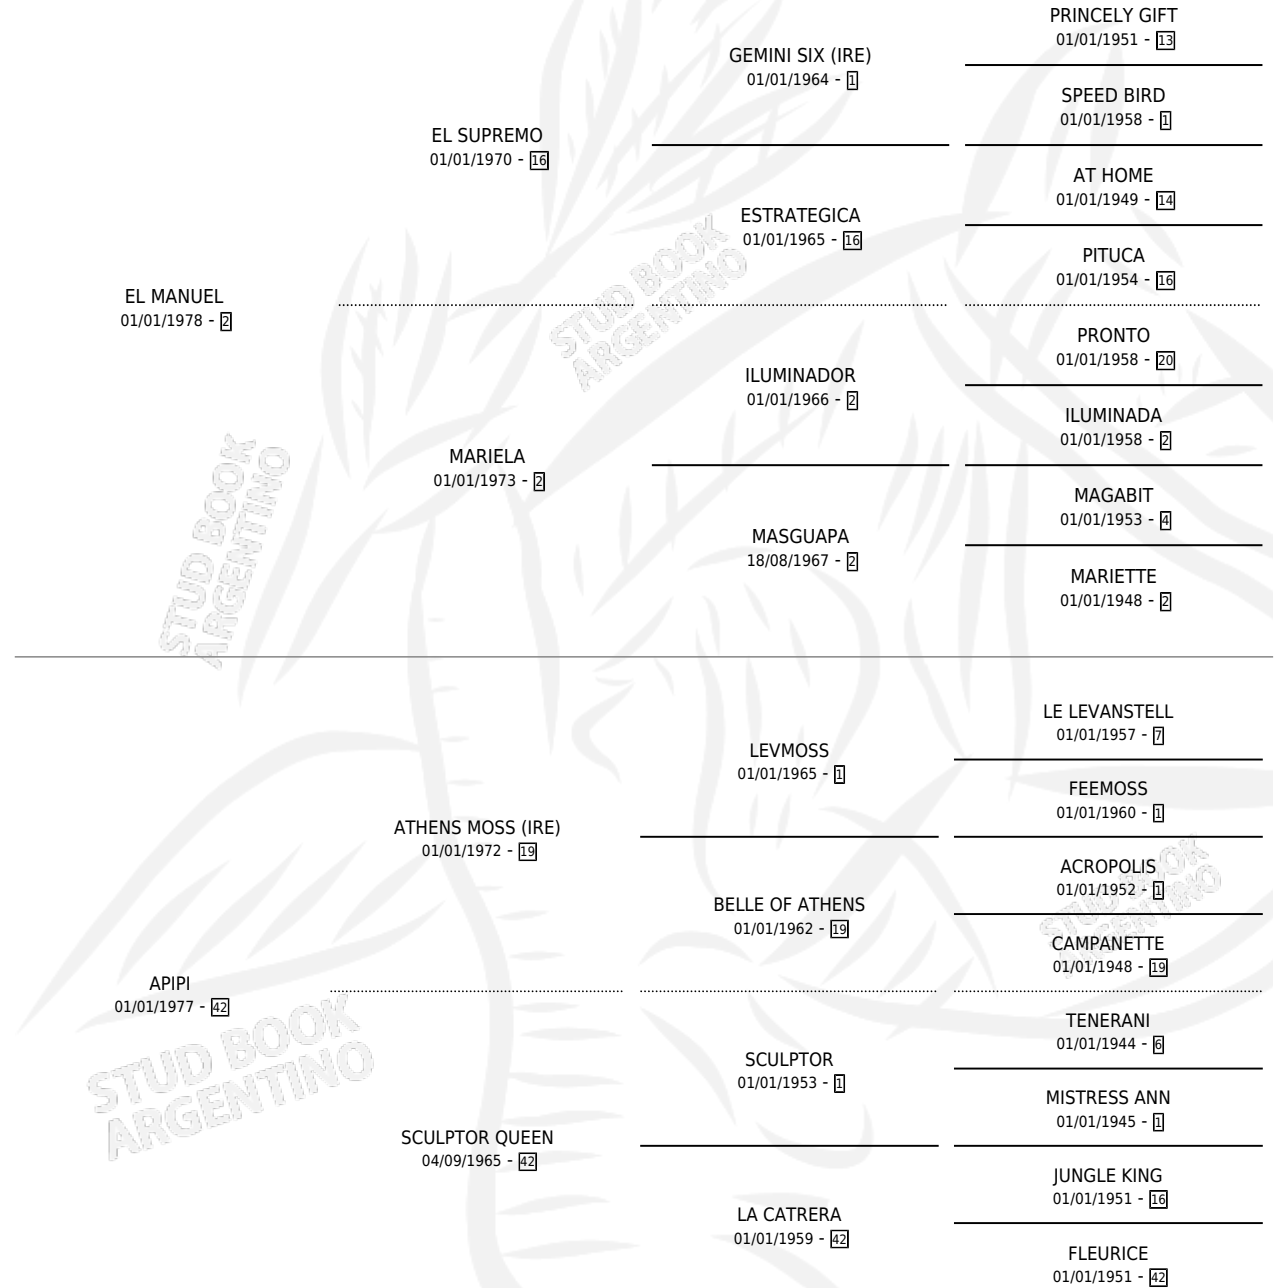 PRINCELY GIFT
01/01/1951 - 13
GEMINI SIX (IRE)
01/01/1964 - 1
SPEED BIRD
01/01/1958 - 1
EL SUPREMO
01/01/1970 - 16
AT HOME
01/01/1949 - 14
ESTRATEGICA
01/01/1965 - 16
PITUCA
01/01/1954 - 16
EL MANUEL
01/01/1978 - 2
PRONTO
01/01/1958 - 20
ILUMINADOR
01/01/1966 - 2
ILUMINADA
01/01/1958 - 2
MARIELA
01/01/1973 - 2
MAGABIT
01/01/1953 - 4
MASGUAPA
18/08/1967 - 2
MARIETTE
01/01/1948 - 2
STUD BOOK
ARGENTINO
STUD BOOK
ARGENTINO
LE LEVANSTELL
01/01/1957 - 7
LEVMOSS
01/01/1965 - 1
FEEMOSS
01/01/1960 - 1
ATHENS MOSS (IRE)
01/01/1972 - 19
ACROPOLIS
01/01/1952 - 1
BELLE OF ATHENS
01/01/1962 - 19
CAMPANETTE
01/01/1948 - 19
STUD BOOK
ARGENTINO
APIPI
01/01/1977 - 42
TENERANI
01/01/1944 - 6
SCULPTOR
01/01/1953 - 1
MISTRESS ANN
01/01/1945 - 1
SCULPTOR QUEEN
04/09/1965 - 42
JUNGLE KING
01/01/1951 - 16
LA CATRERA
01/01/1959 - 42
FLEURICE
01/01/1951 - 42
STUD BOOK
ARGENTINO